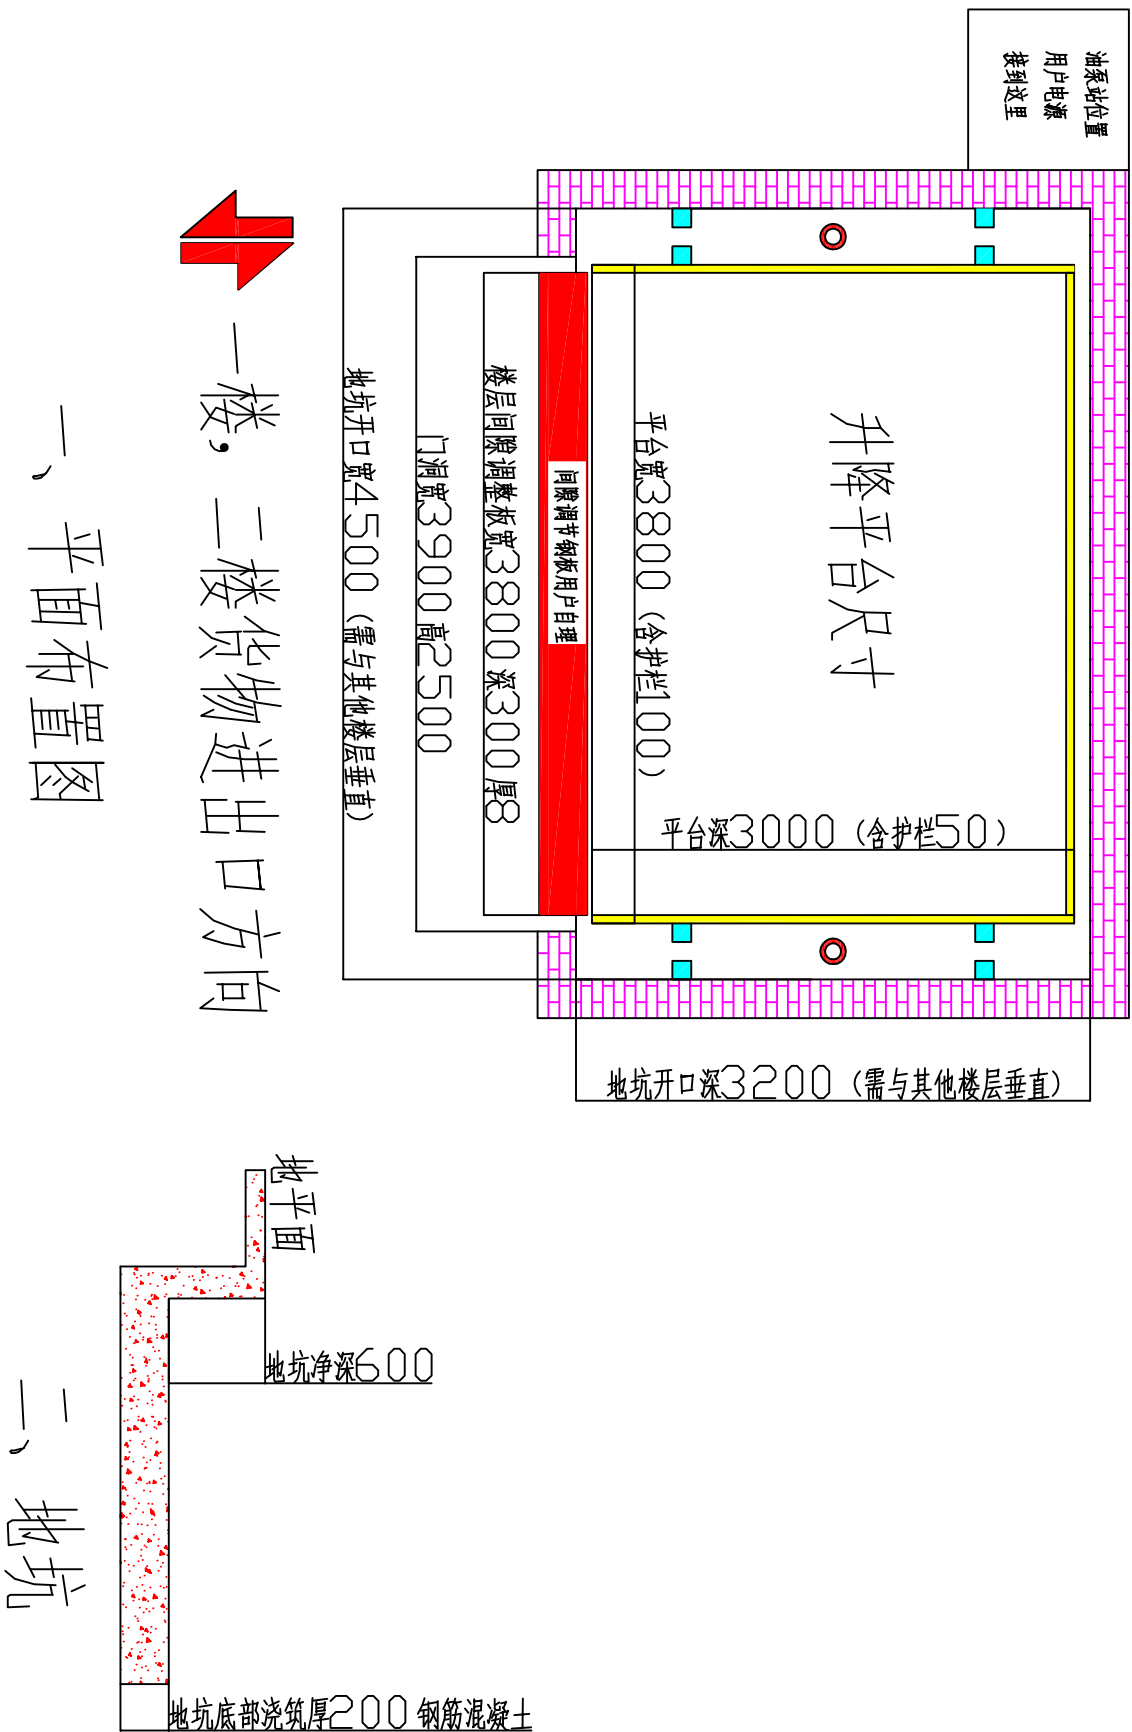 油泵站位置
用户电源
接到这里
升降平台尺寸
平台宽3800（含护栏100）
平台深3000（含护栏50）
间隙调节钢板用户自理
楼层间隙调整板宽3800 深300 厚8
门洞宽3900 高2500
地坑开口宽4500（需与其他楼层垂直）
地坑开口深3200（需与其他楼层垂直）
一楼，二楼货物进出口方向
一、平面布置图
地平面
地坑净深600
地坑底部浇筑厚200 钢筋混凝土
二、地坑